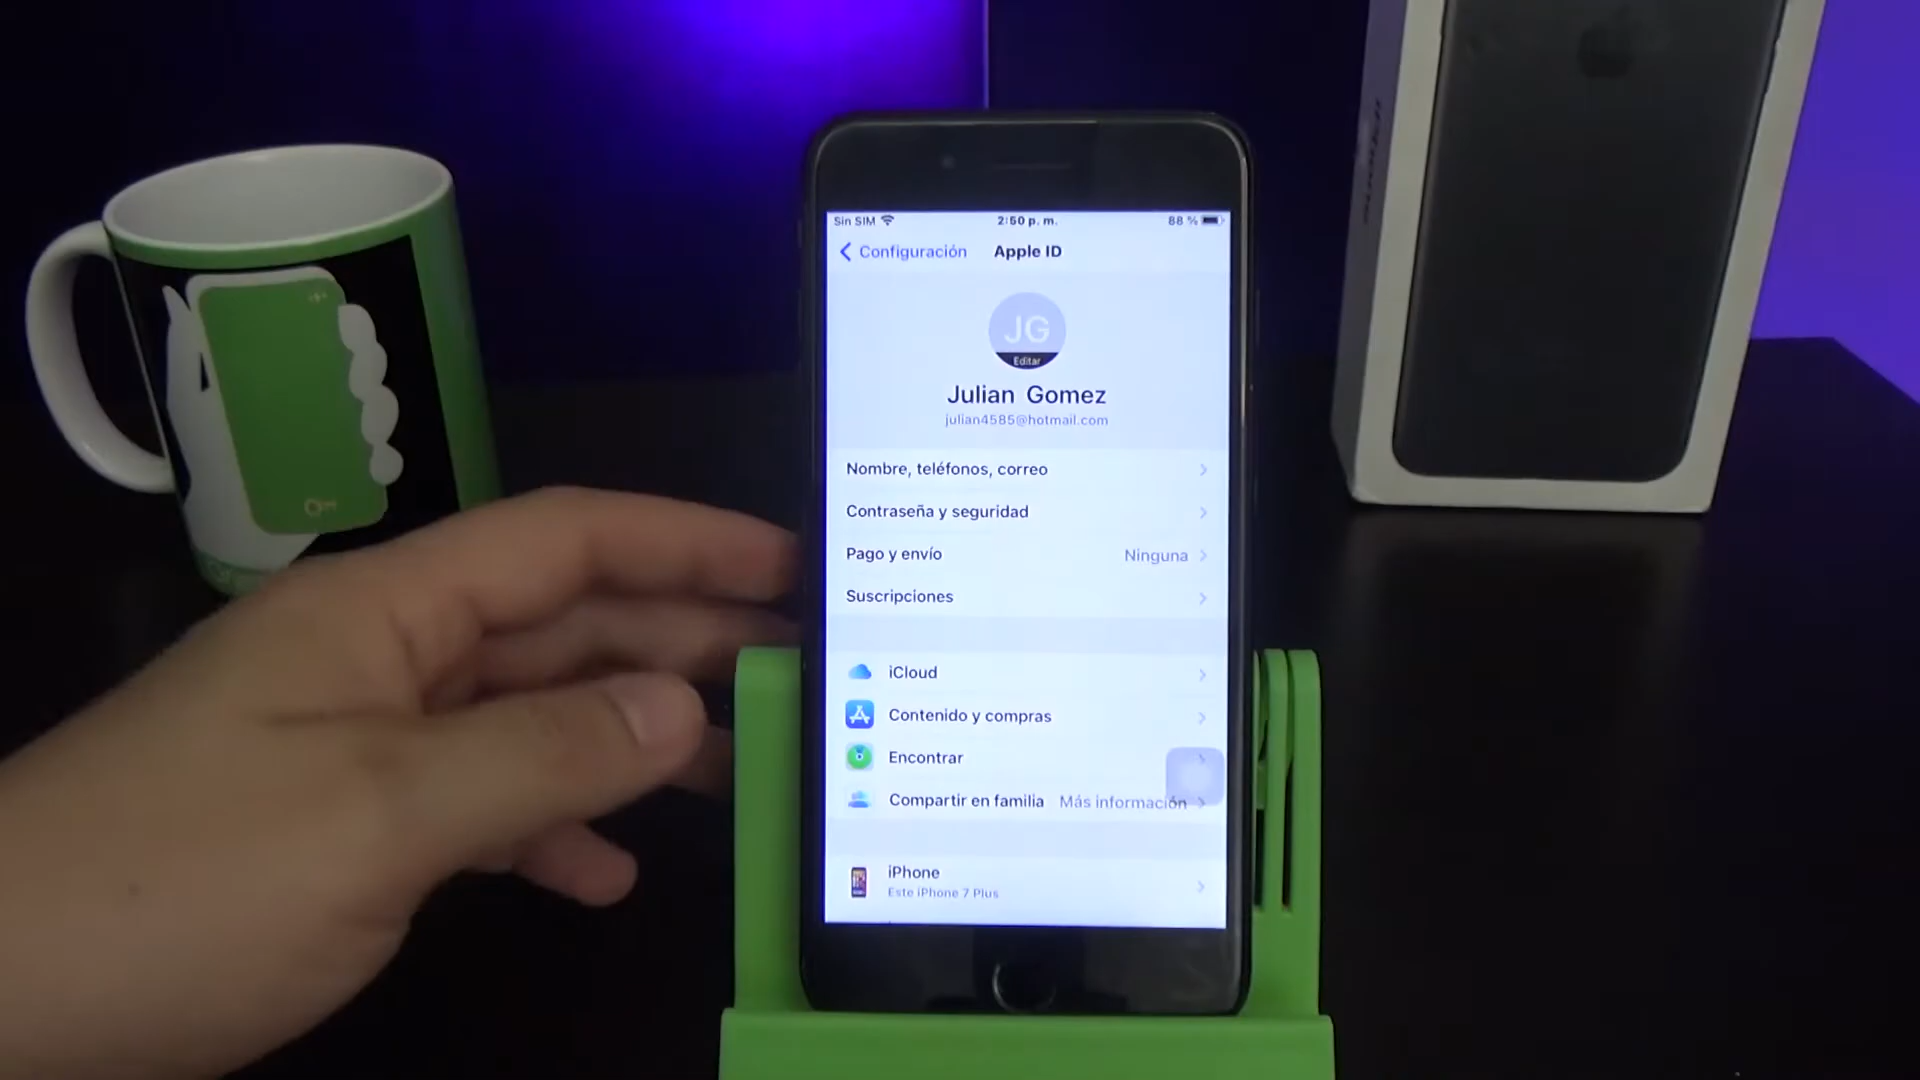 Sin SIM
2:50 p. m.
88 %
Configuración
Apple ID
JG
Editar
Julian Gomez
julian4585@hotmail.com
Nombre, teléfonos, correo
Contraseña y seguridad
Pago y envío
Ninguna
Suscripciones
iCloud
Contenido y compras
Encontrar
Compartir en familia
Más información
iPhone
Este iPhone 7 Plus
iPhone